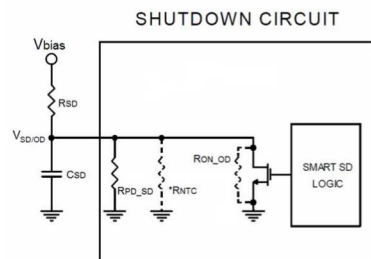 SHUTDOWN CIRCUIT
Vbias
RSD
VSD/OD
CSD
RPD_SD
*RNTC
RON_OD
SMART SD
LOGIC